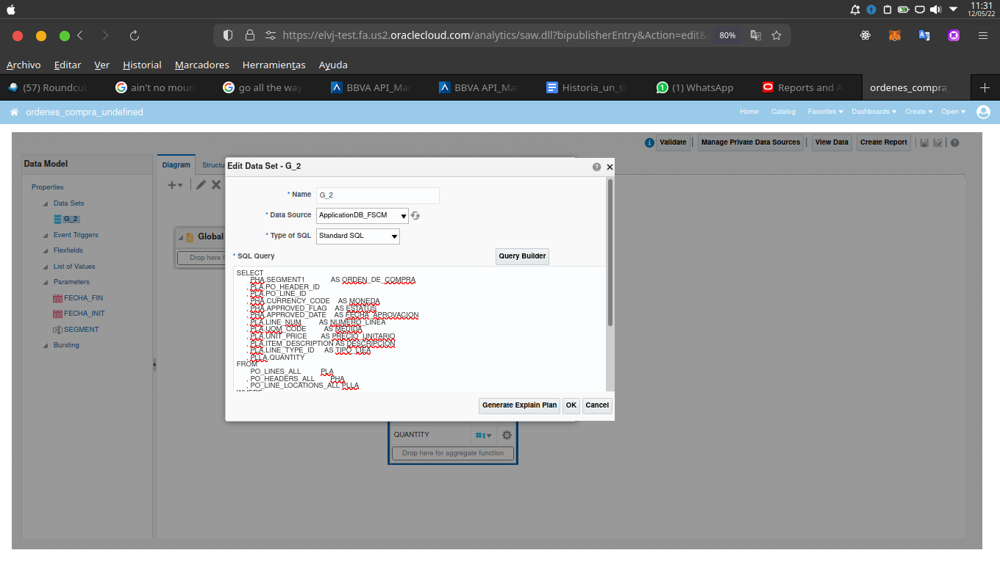 11:31
12/05/22
https://elvj-test.fa.us2.oraclecloud.com/analytics/saw.dll?bipublisherEntry&Action=edit&
80%
Archivo Editar Ver Historial Marcadores Herramientas Ayuda
(57) Roundcu
ain't no moun
go all the way
BBVA API_Mar
BBVA API_Mar
Historia_un_ti
(1) WhatsApp
Reports and A
ordenes_compra_
ordenes_compra_undefined
Home Catalog Favorites Dashboards Create Open
Validate Manage Private Data Sources View Data Create Report
Data Model
Properties
Data Sets
G_2
Event Triggers
Flexfields
List of Values
Parameters
FECHA_FIN
FECHA_INIT
SEGMENT
Bursting
Diagram Structu
Global
Drop here f
Edit Data Set - G_2
* Name G_2
* Data Source ApplicationDB_FSCM
* Type of SQL Standard SQL
* SQL Query Query Builder
SELECT
PHA.SEGMENT1 AS ORDEN_DE_COMPRA
, PLA.PO_HEADER_ID
, PLA.PO_LINE_ID
, PHA.CURRENCY_CODE AS MONEDA
, PHA.APPROVED_FLAG AS ESTATUS
, PHA.APPROVED_DATE AS FECHA_APROVACION
, PLA.LINE_NUM AS NUMERO_LINEA
, PLA.UOM_CODE AS MEDIDA
, PLA.UNIT_PRICE AS PRECIO_UNITARIO
, PLA.ITEM_DESCRIPTION AS DESCRIPCION
, PLA.LINE_TYPE_ID AS TIPO_LIEA
, PLLA.QUANTITY
FROM
PO_LINES_ALL PLA
, PO_HEADERS_ALL PHA
, PO_LINE_LOCATIONS_ALL PLLA
WHERE
Generate Explain Plan OK Cancel
QUANTITY
Drop here for aggregate function